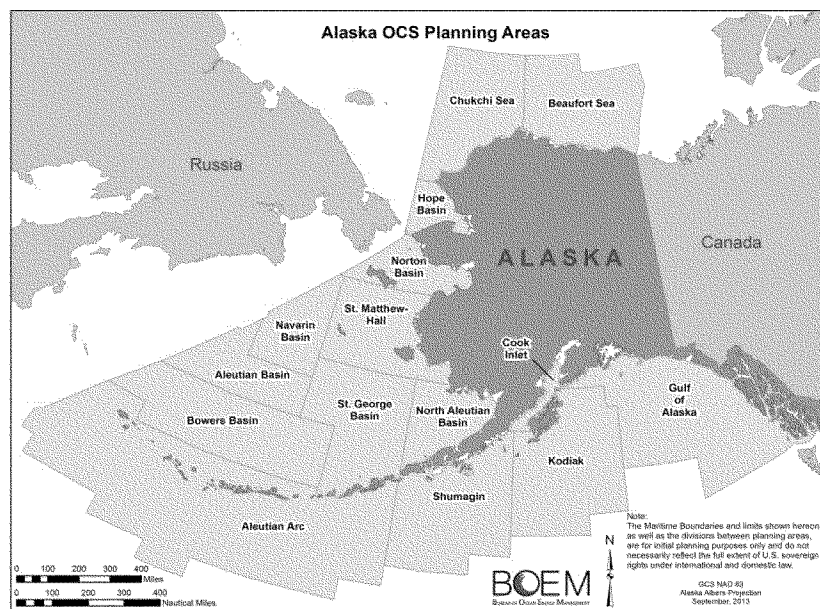 Alaska OCS Planning Areas
Chukchi Sea
Beaufort Sea
Russia
Hope
Basin
ALASKA
Canada
Norton
Basin
St. Matthew-
Hall
Navarin
Basin
Cook
Inlet
Aleutian Basin
St. George
Basin
North Aleutian
Basin
Gulf
of
Alaska
Bowers Basin
Kodiak
Shumagin
Aleutian Arc
Note:
The Maritime Boundaries and limits shown hereon
as well as the divisions between planning areas,
are for initial planning purposes only and do not
necessarily reflect the full extent of U.S. sovereign
rights under international and domestic law.
N
0 100 200 300 400
Miles
0 100 200 300 400
Nautical Miles
BOEM
Bureau of Ocean Energy Management
GCS NAD 83
Alaska Albers Projection
September, 2013